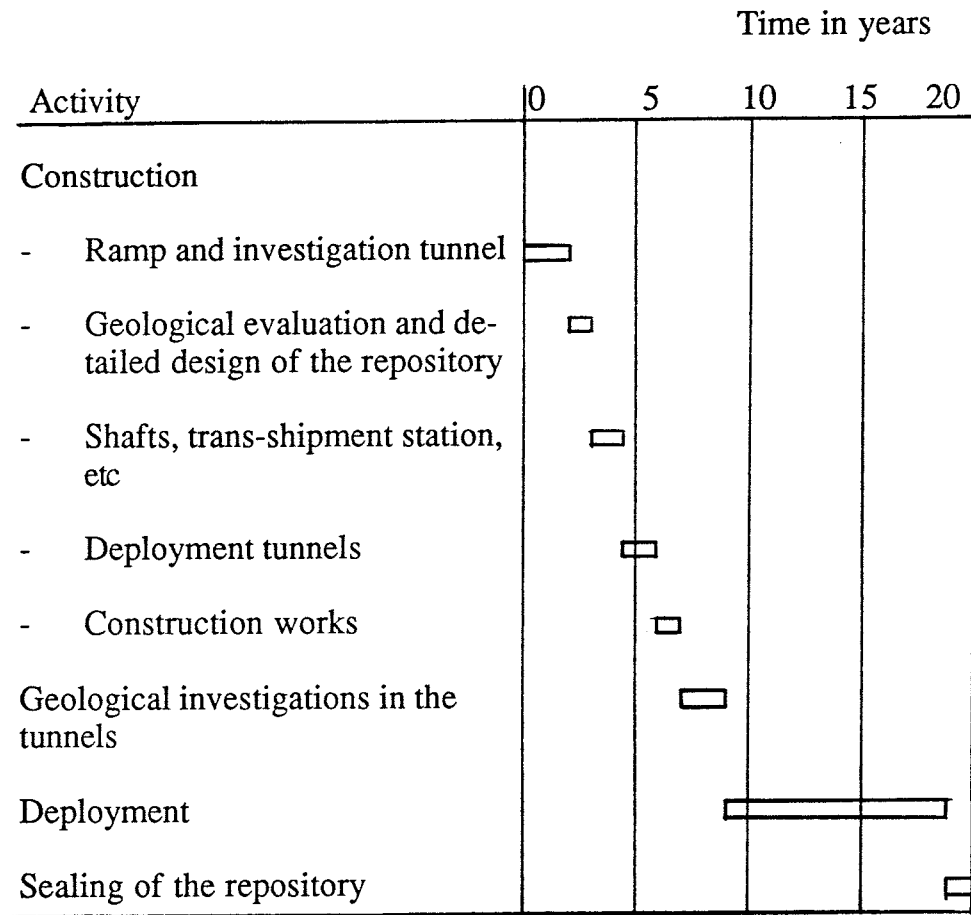 Time in years
Activity 0 5 10 15 20
Construction
- Ramp and investigation tunnel
- Geological evaluation and de-
tailed design of the repository
- Shafts, trans-shipment station,
etc
- Deployment tunnels
- Construction works
Geological investigations in the
tunnels
Deployment
Sealing of the repository